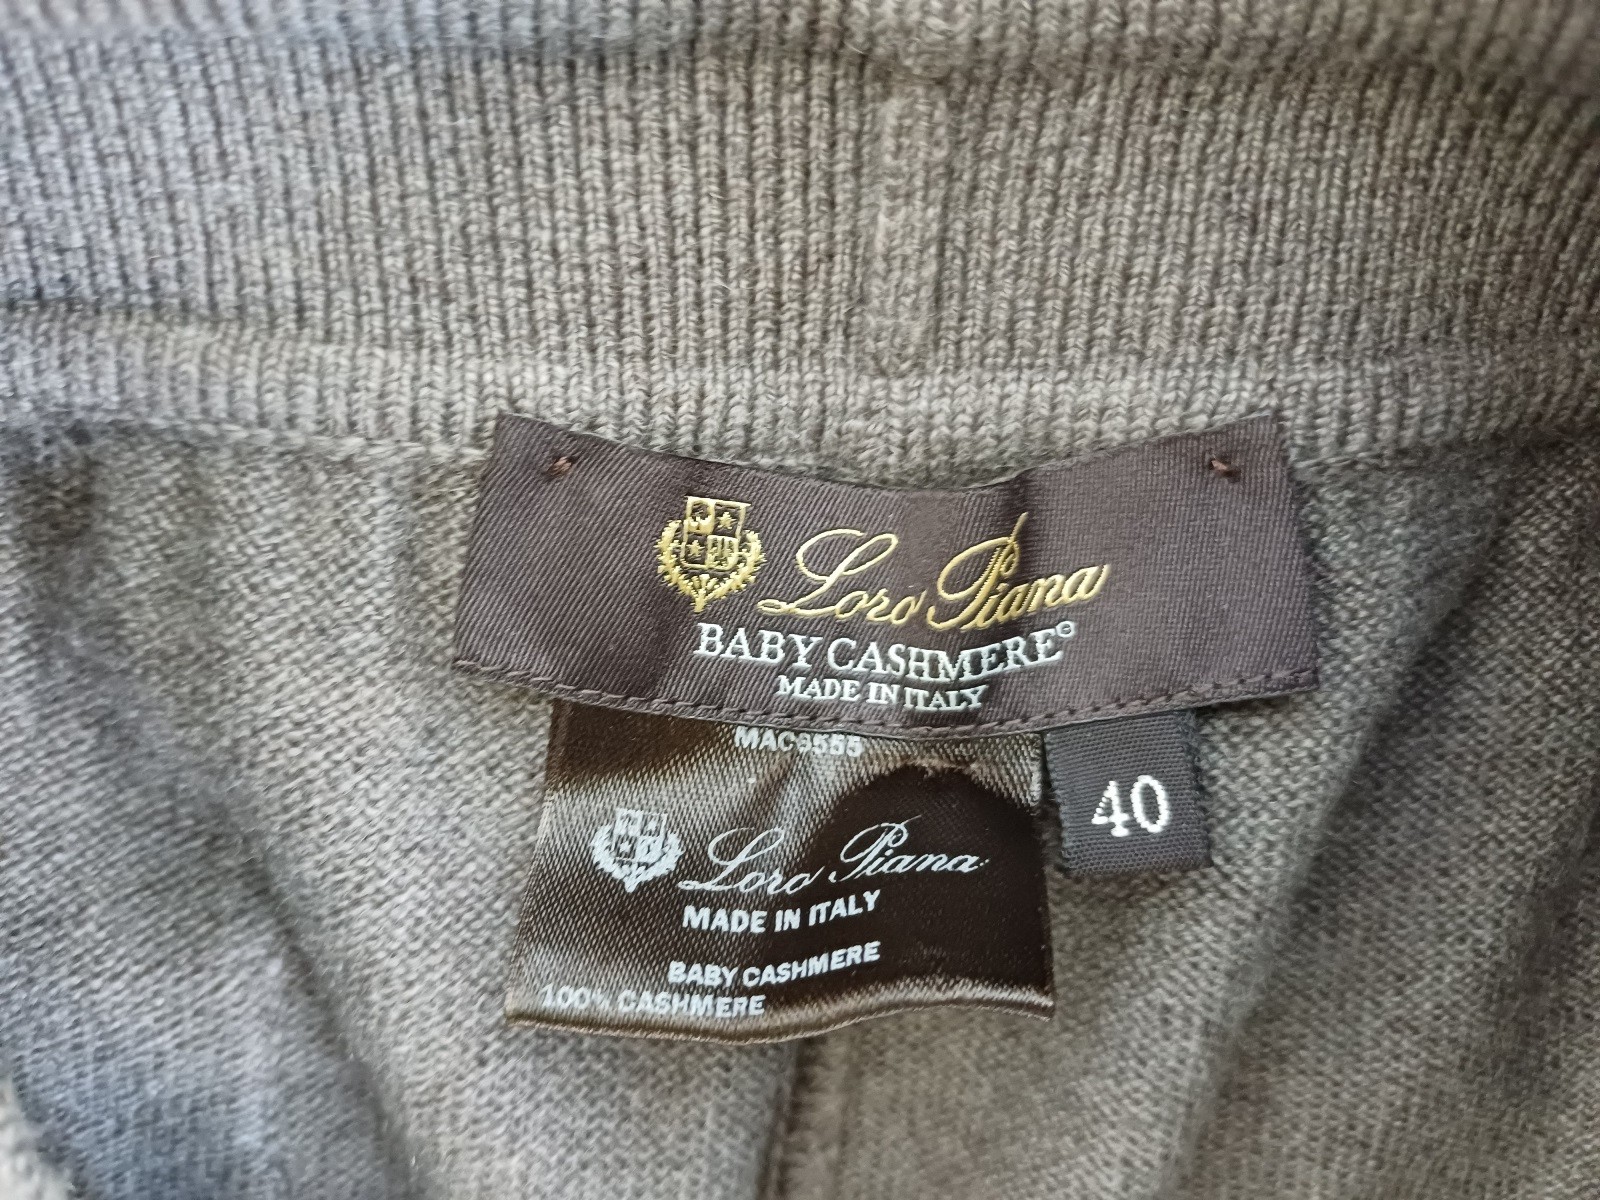 Loro Piana
BABY CASHMERE©
MADE IN ITALY
40
Loro Piana
MADE IN ITALY
BABY CASHMERE
100% CASHMERE